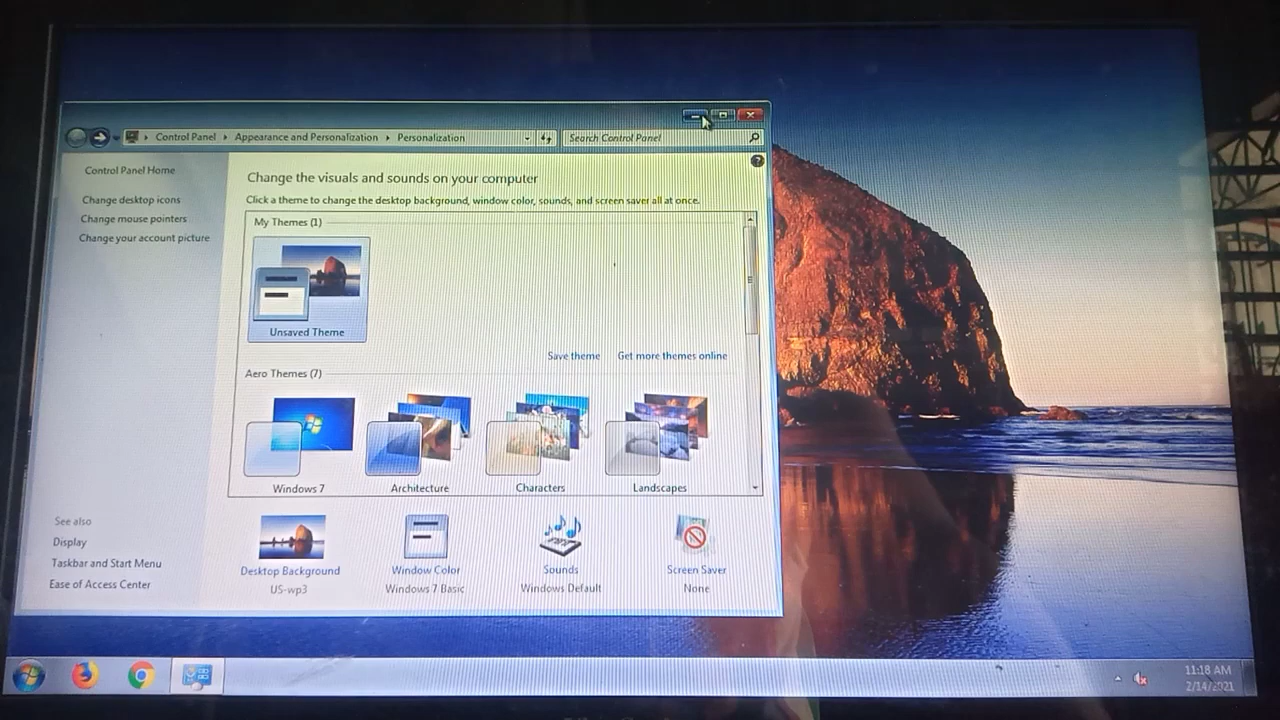 Control Panel Appearance and Personalization Personalization Search Control Panel
Control Panel Home
Change desktop icons
Change mouse pointers
Change your account picture
Change the visuals and sounds on your computer
Click a theme to change the desktop background, window color, sounds, and screen saver all at once.
My Themes (1)
Unsaved Theme
Save theme Get more themes online
Aero Themes (7)
Windows 7 Architecture Characters Landscapes
See also
Display
Taskbar and Start Menu
Ease of Access Center
Desktop Background Window Color Sounds Screen Saver
US-wp3 Windows 7 Basic Windows Default None
11:18 AM
2/14/2021